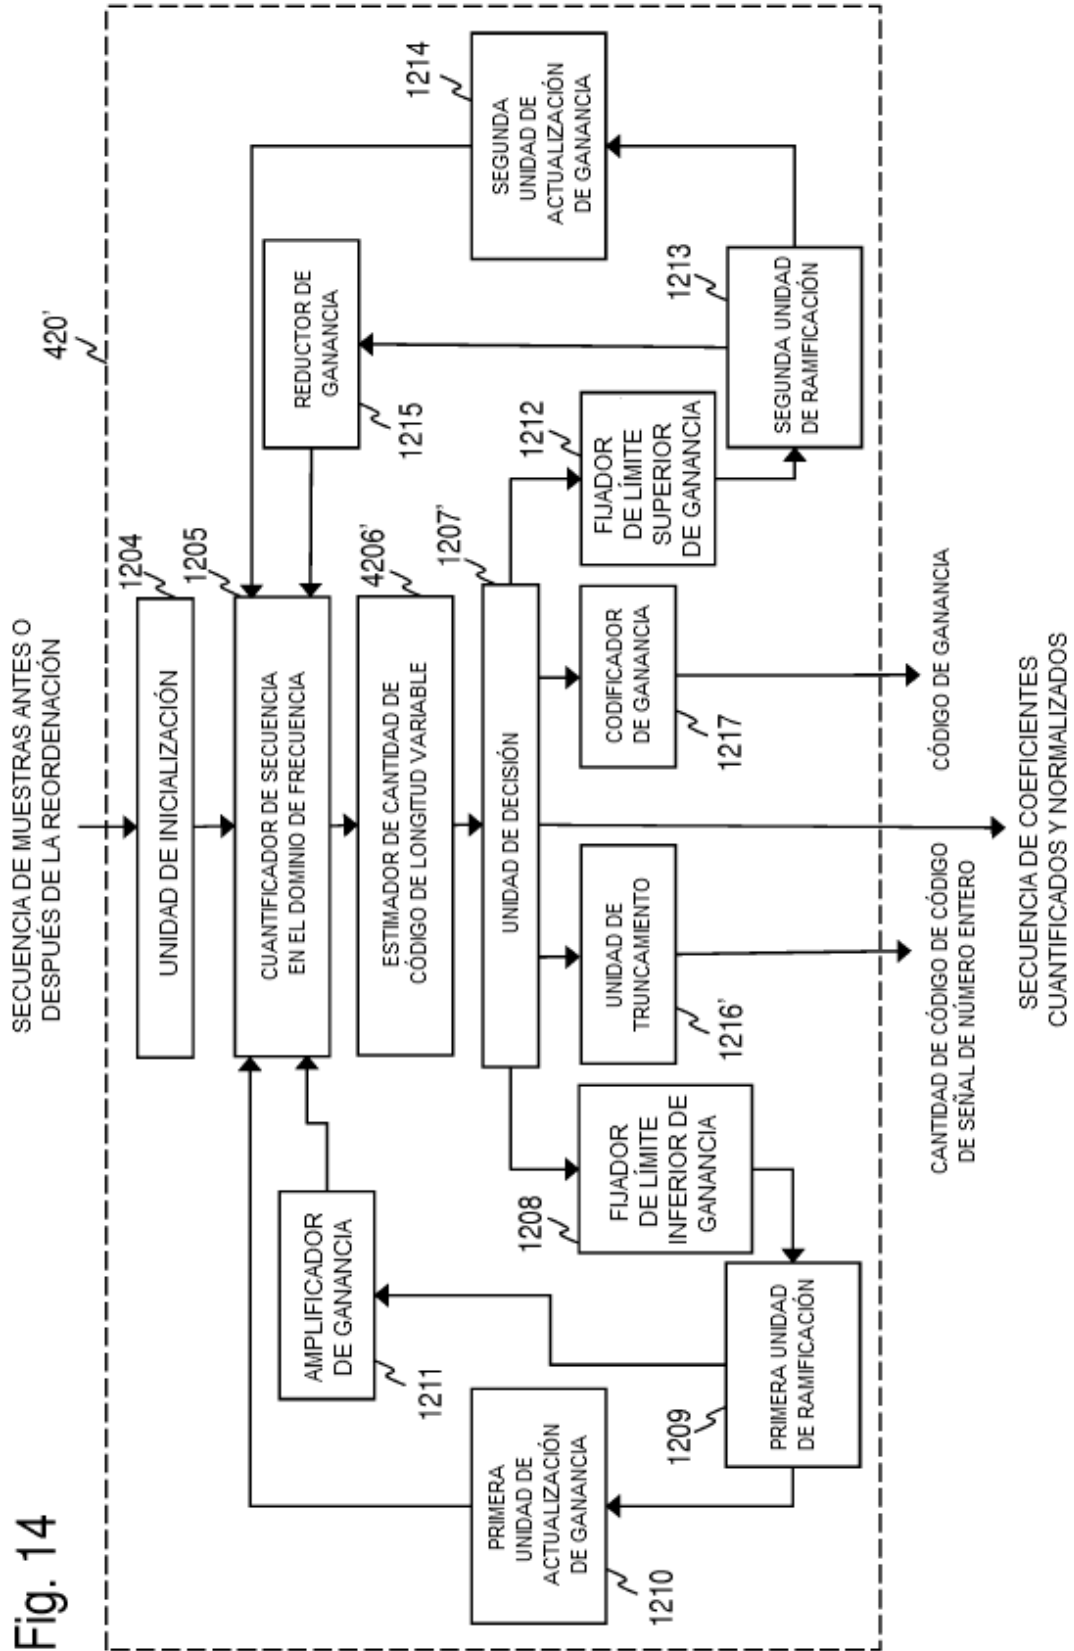 Fig. 14
SECUENCIA DE MUESTRAS ANTES O
DESPUÉS DE LA REORDENACIÓN
420'
1204
UNIDAD DE INICIALIZACIÓN
1205
CUANTIFICADOR DE SECUENCIA
EN EL DOMINIO DE FRECUENCIA
4206'
ESTIMADOR DE CANTIDAD DE
CÓDIGO DE LONGITUD VARIABLE
1207'
UNIDAD DE DECISIÓN
PRIMERA
UNIDAD DE
ACTUALIZACIÓN
DE GANANCIA
1210
AMPLIFICADOR
DE GANANCIA
1211
1208
FIJADOR
DE LÍMITE
INFERIOR DE
GANANCIA
1209
PRIMERA UNIDAD
DE RAMIFICACIÓN
UNIDAD DE
TRUNCAMIENTO
1216'
CODIFICADOR
DE GANANCIA
1217
1212
FIJADOR
DE LÍMITE
SUPERIOR
DE GANANCIA
1213
SEGUNDA UNIDAD
DE RAMIFICACIÓN
REDUCTOR DE
GANANCIA
1215
1214
SEGUNDA
UNIDAD DE
ACTUALIZACIÓN
DE GANANCIA
CANTIDAD DE CÓDIGO DE CÓDIGO
DE SEÑAL DE NÚMERO ENTERO
CÓDIGO DE GANANCIA
SECUENCIA DE COEFICIENTES
CUANTIFICADOS Y NORMALIZADOS